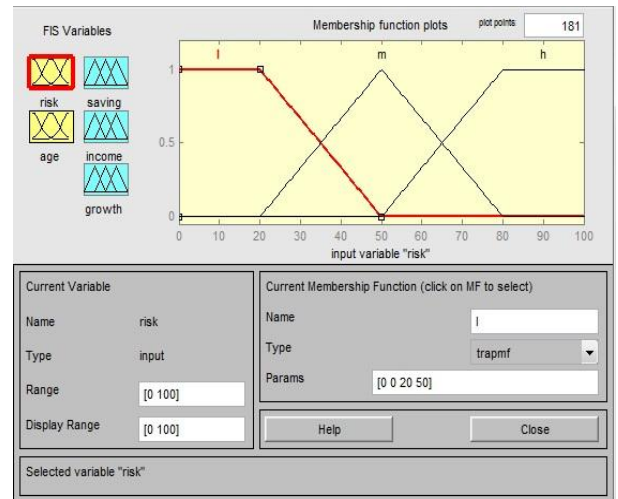 FIS Variables
Membership function plots
plot points
181
l
m
h
risk
saving
age
income
growth
1
0.5
0
0 10 20 30 40 50 60 70 80 90 100
input variable "risk"
Current Variable
Name risk
Type input
Range [0 100]
Display Range [0 100]
Current Membership Function (click on MF to select)
Name l
Type trapmf
Params [0 0 20 50]
Help
Close
Selected variable "risk"